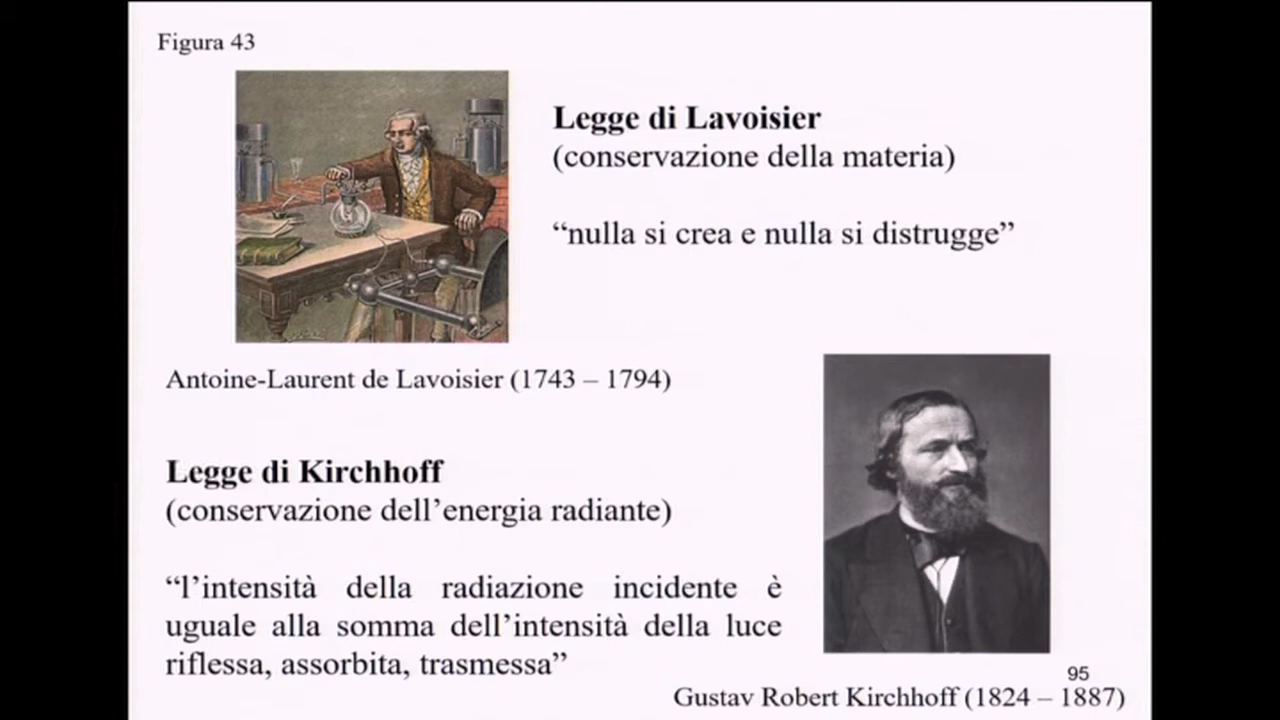 Figura 43
Legge di Lavoisier
(conservazione della materia)
“nulla si crea e nulla si distrugge”
Antoine-Laurent de Lavoisier (1743 – 1794)
Legge di Kirchhoff
(conservazione dell’energia radiante)
“l’intensità della radiazione incidente è
uguale alla somma dell’intensità della luce
riflessa, assorbita, trasmessa”
95
Gustav Robert Kirchhoff (1824 – 1887)